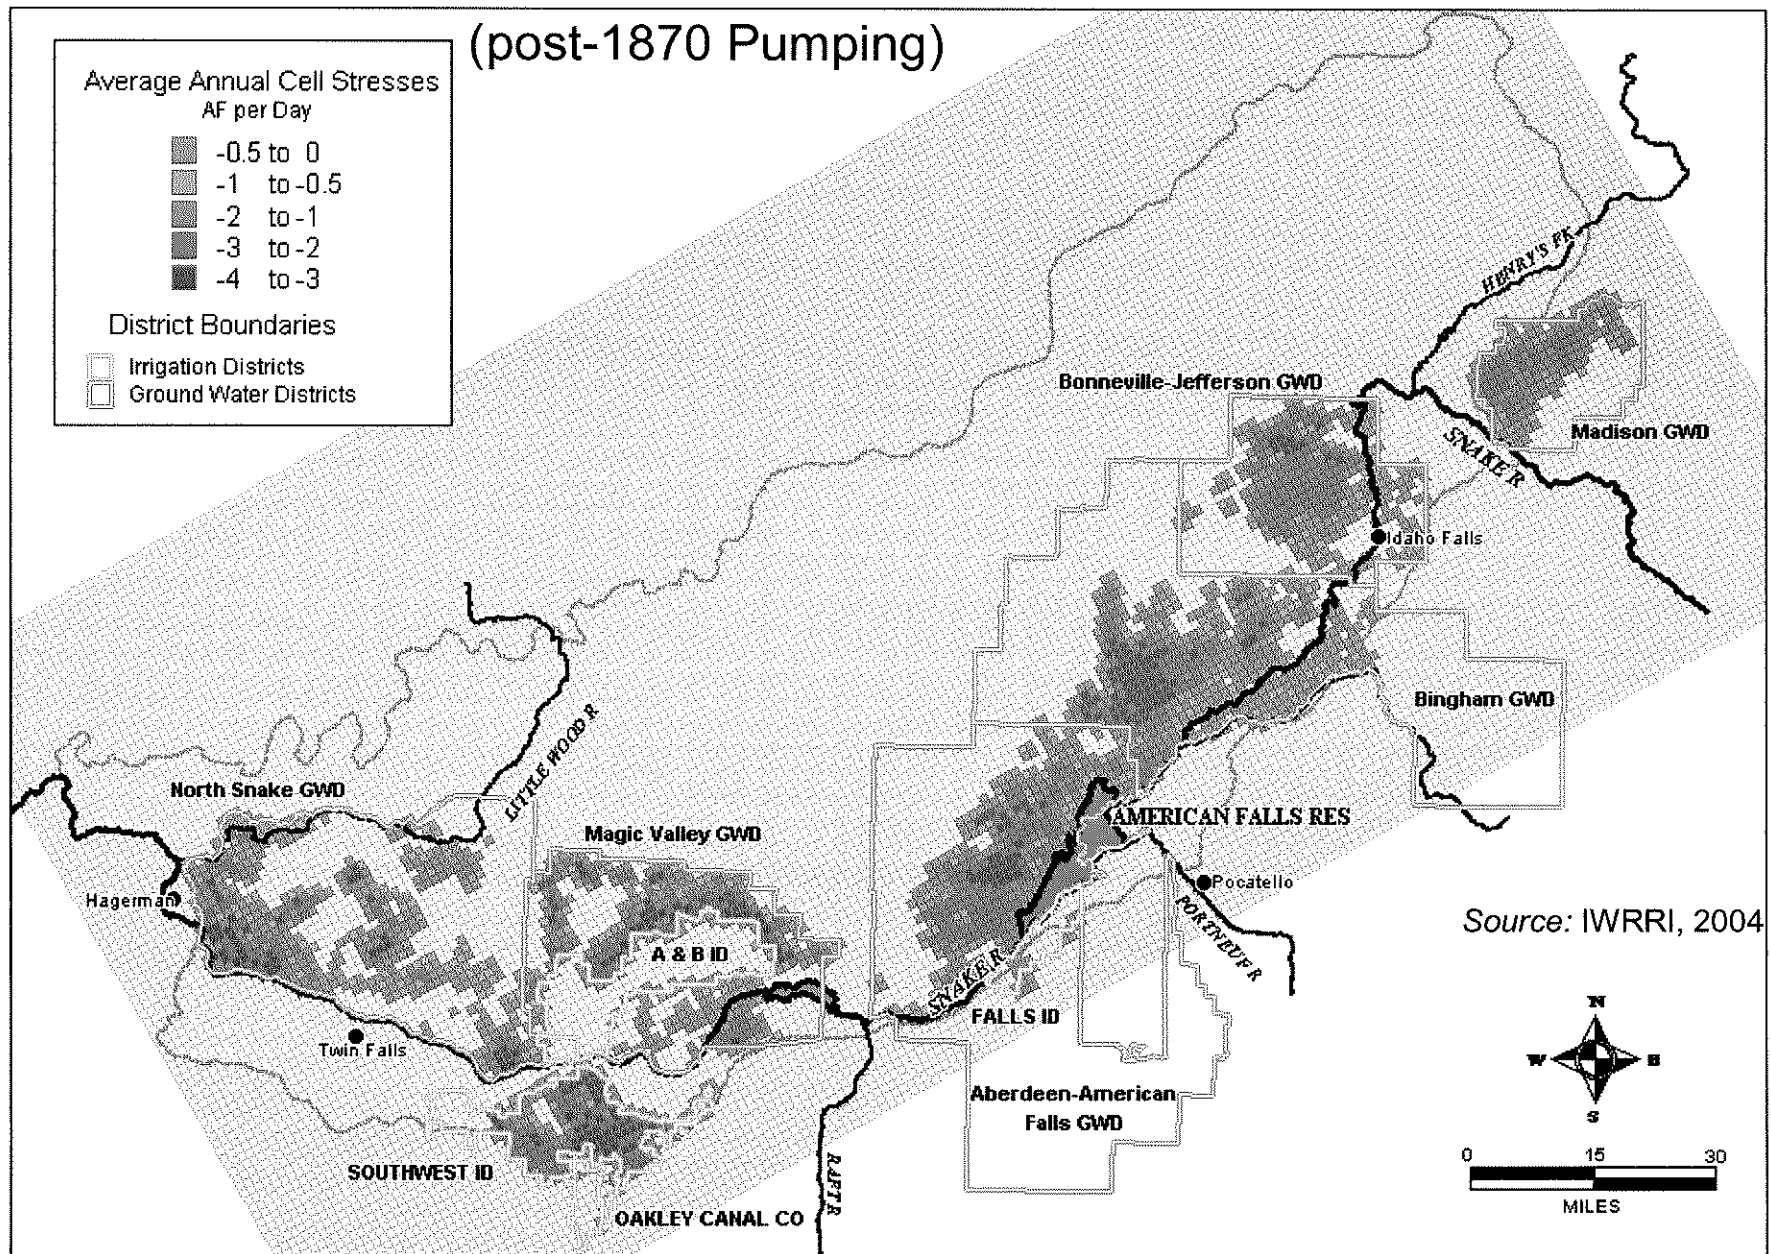 (post-1870 Pumping)
Average Annual Cell Stresses
AF per Day
-0.5 to 0
-1 to -0.5
-2 to -1
-3 to -2
-4 to -3
District Boundaries
Irrigation Districts
Ground Water Districts
HENRY'S FK
Bonneville-Jefferson GWD
Madison GWD
SNAKE R
Idaho Falls
Bingham GWD
LITTLE WOOD R
North Snake GWD
Magic Valley GWD
AMERICAN FALLS RES
Hagerman
Pocatello
PORTNEUF R
Source: IWRRI, 2004
A & B ID
SNAKE R
FALLS ID
Twin Falls
Aberdeen-American
Falls GWD
SOUTHWEST ID
RAFT R
OAKLEY CANAL CO
N
W
E
S
0 15 30
MILES